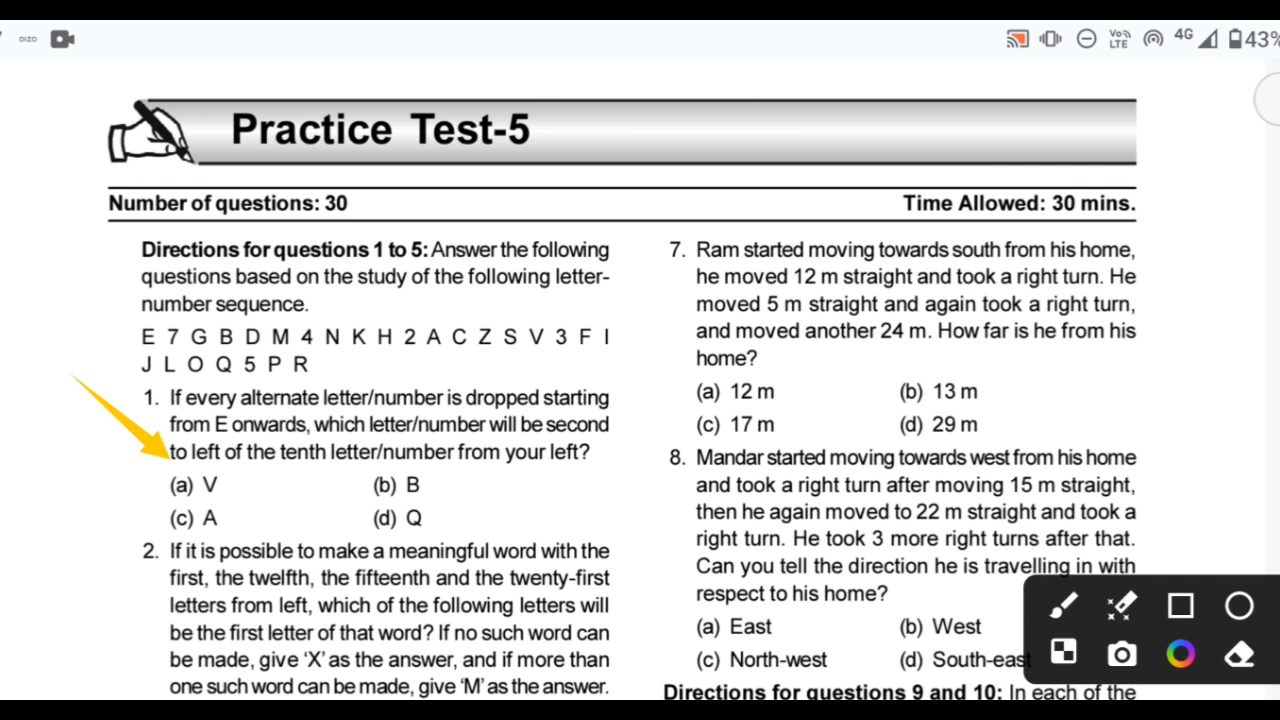 DIZO
Vo))
LTE
4G
43%
Practice Test-5
Number of questions: 30
Time Allowed: 30 mins.
Directions for questions 1 to 5: Answer the following
questions based on the study of the following letter-
number sequence.
E 7 G B D M 4 N K H 2 A C Z S V 3 F I
J L O Q 5 P R
1. If every alternate letter/number is dropped starting
from E onwards, which letter/number will be second
to left of the tenth letter/number from your left?
(a) V (b) B
(c) A (d) Q
2. If it is possible to make a meaningful word with the
first, the twelfth, the fifteenth and the twenty-first
letters from left, which of the following letters will
be the first letter of that word? If no such word can
be made, give ‘X’ as the answer, and if more than
one such word can be made, give ‘M’ as the answer.
7. Ram started moving towards south from his home,
he moved 12 m straight and took a right turn. He
moved 5 m straight and again took a right turn,
and moved another 24 m. How far is he from his
home?
(a) 12 m (b) 13 m
(c) 17 m (d) 29 m
8. Mandar started moving towards west from his home
and took a right turn after moving 15 m straight,
then he again moved to 22 m straight and took a
right turn. He took 3 more right turns after that.
Can you tell the direction he is travelling in with
respect to his home?
(a) East (b) West
(c) North-west (d) South-east
Directions for questions 9 and 10: In each of the